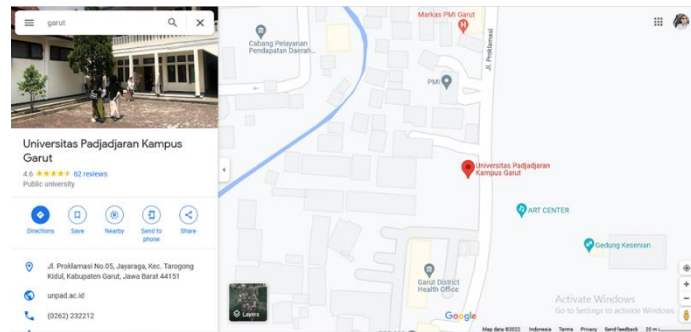 garut
Universitas Padjadjaran Kampus
Garut
4.6
62 reviews
Public university
Directions
Save
Nearby
Send to
phone
Share
Jl. Proklamasi No.05, Jayaraga, Kec. Tarogong
Kidul, Kabupaten Garut, Jawa Barat 44151
unpad.ac.id
(0262) 232212
Markas PMI Garut
Cabang Pelayanan
Pendapatan Daerah...
Jl. Proklamasi
PMI
Universitas Padjadjaran
Kampus Garut
ART CENTER
Gedung Kesenian
Garut District
Health Office
Layers
Google
Activate Windows
Go to Settings to activate Windows.
Map data ©2022
Indonesia
Terms
Privacy
Send feedback
20 m